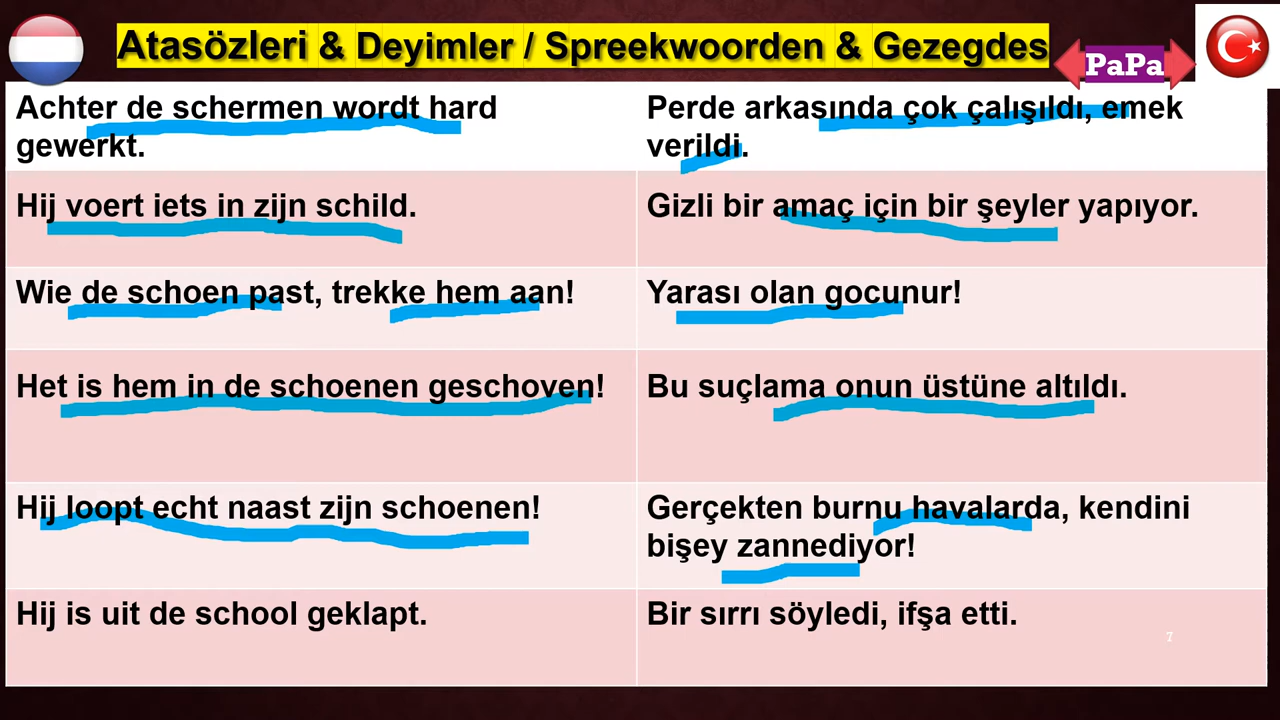 Atasözleri & Deyimler / Spreekwoorden & Gezegdes
PaPa
Achter de schermen wordt hard
gewerkt.
Perde arkasında çok çalışıldı, emek
verildi.
Hij voert iets in zijn schild.
Gizli bir amaç için bir şeyler yapıyor.
Wie de schoen past, trekke hem aan!
Yarası olan gocunur!
Het is hem in de schoenen geschoven!
Bu suçlama onun üstüne altıldı.
Hij loopt echt naast zijn schoenen!
Gerçekten burnu havalarda, kendini
bişey zannediyor!
Hij is uit de school geklapt.
Bir sırrı söyledi, ifşa etti.
7